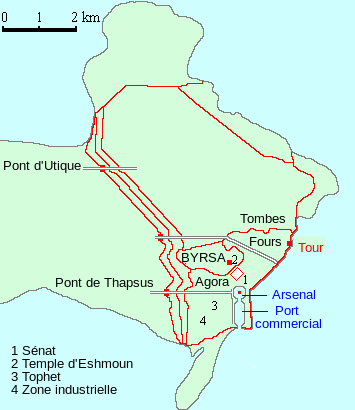 0 1 2 km
Pont d'Utique
Tombes
Fours
Tour
BYRSA
2
Pont de Thapsus
Agora
1
Arsenal
3
Port
commercial
4
1 Sénat
2 Temple d'Eshmoun
3 Tophet
4 Zone industrielle